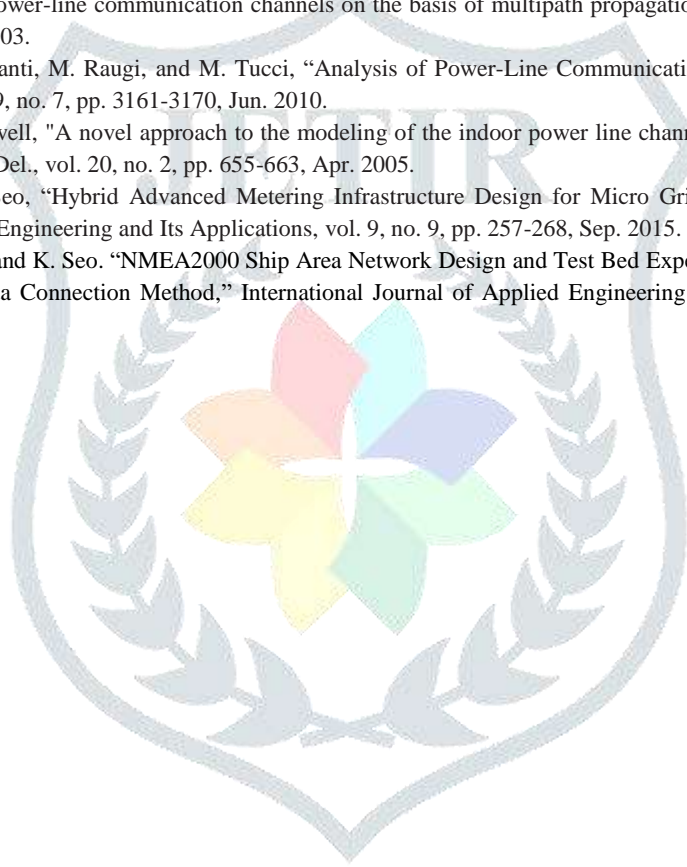 ower-line communication channels on the basis of multipath propagatio
03.
anti, M. Raugi, and M. Tucci, “Analysis of Power-Line Communicati
9, no. 7, pp. 3161-3170, Jun. 2010.
well, "A novel approach to the modeling of the indoor power line chann
Del., vol. 20, no. 2, pp. 655-663, Apr. 2005.
eo, “Hybrid Advanced Metering Infrastructure Design for Micro Gri
Engineering and Its Applications, vol. 9, no. 9, pp. 257-268, Sep. 2015.
and K. Seo. “NMEA2000 Ship Area Network Design and Test Bed Expe
a Connection Method,” International Journal of Applied Engineering
JETIR